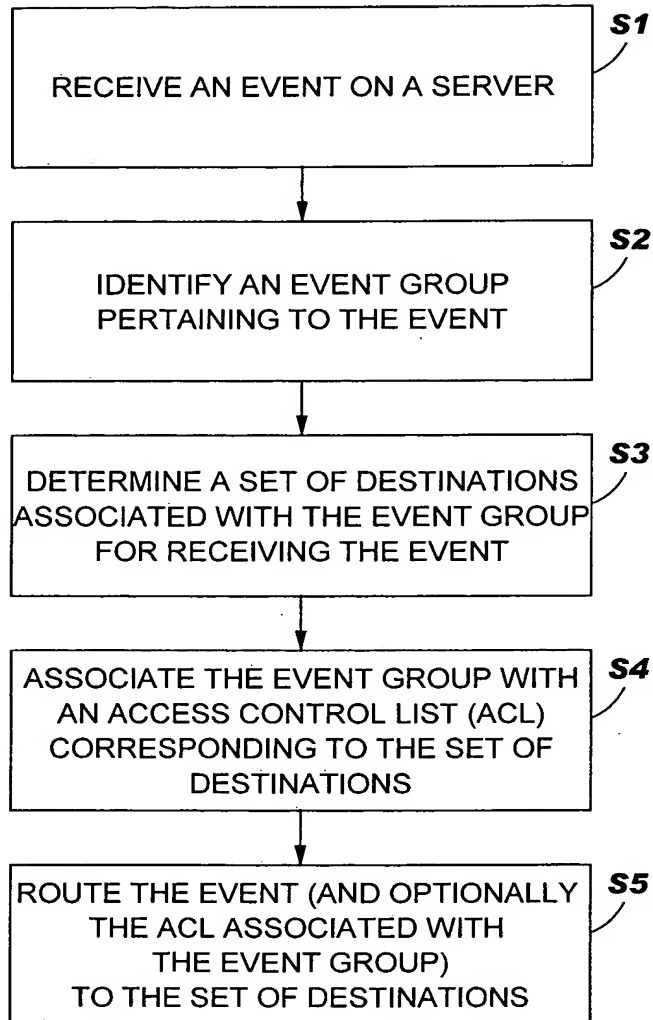 S1
RECEIVE AN EVENT ON A SERVER
S2
IDENTIFY AN EVENT GROUP
PERTAINING TO THE EVENT
S3
DETERMINE A SET OF DESTINATIONS
ASSOCIATED WITH THE EVENT GROUP
FOR RECEIVING THE EVENT
S4
ASSOCIATE THE EVENT GROUP WITH
AN ACCESS CONTROL LIST (ACL)
CORRESPONDING TO THE SET OF
DESTINATIONS
S5
ROUTE THE EVENT (AND OPTIONALLY
THE ACL ASSOCIATED WITH
THE EVENT GROUP)
TO THE SET OF DESTINATIONS